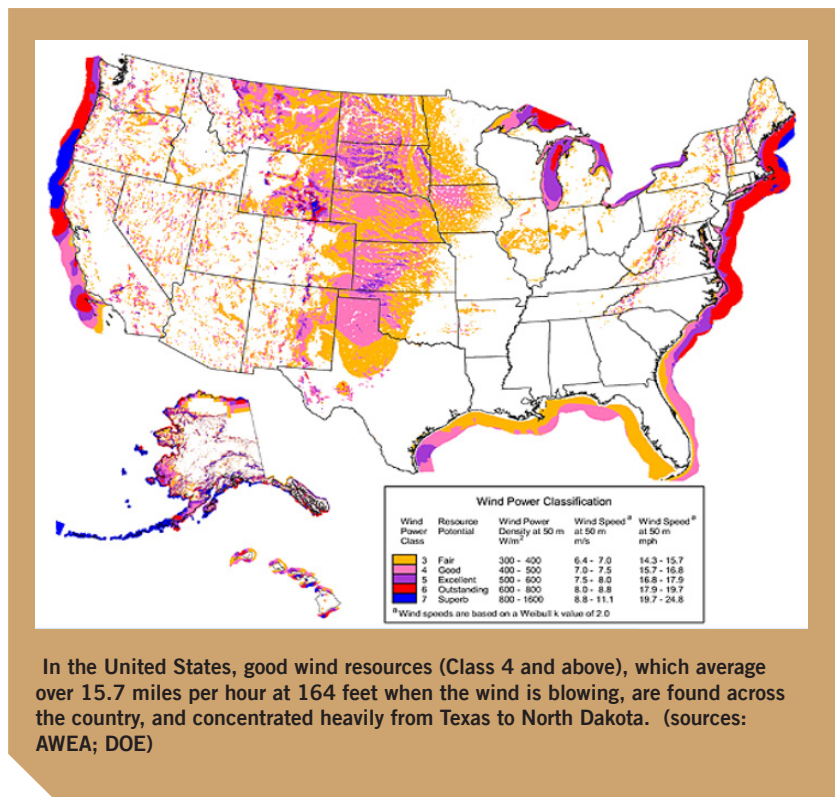 Wind Power Classification
Wind Power Class Resource Potential Wind Power Density at 50 m W/m² Wind Speed a at 50 m m/s Wind Speed a at 50 m mph
3 Fair 300 - 400 6.4 - 7.0 14.3 - 15.7
4 Good 400 - 500 7.0 - 7.5 15.7 - 16.8
5 Excellent 500 - 600 7.5 - 8.0 16.8 - 17.9
6 Outstanding 600 - 800 8.0 - 8.8 17.9 - 19.7
7 Superb 800 - 1600 8.8 - 11.1 19.7 - 24.8
a Wind speeds are based on a Weibull k value of 2.0
In the United States, good wind resources (Class 4 and above), which average
over 15.7 miles per hour at 164 feet when the wind is blowing, are found across
the country, and concentrated heavily from Texas to North Dakota. (sources:
AWEA; DOE)